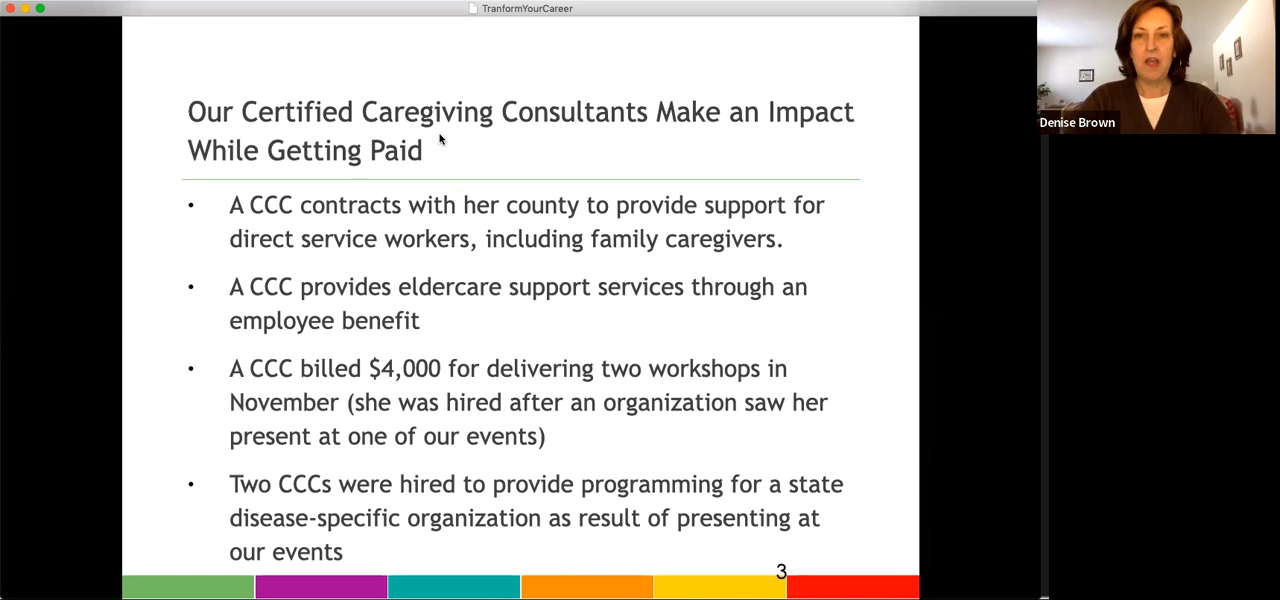 TranformYourCareer
Our Certified Caregiving Consultants Make an Impact
While Getting Paid
• A CCC contracts with her county to provide support for
direct service workers, including family caregivers.
• A CCC provides eldercare support services through an
employee benefit
• A CCC billed $4,000 for delivering two workshops in
November (she was hired after an organization saw her
present at one of our events)
• Two CCCs were hired to provide programming for a state
disease-specific organization as result of presenting at
our events
3
Denise Brown